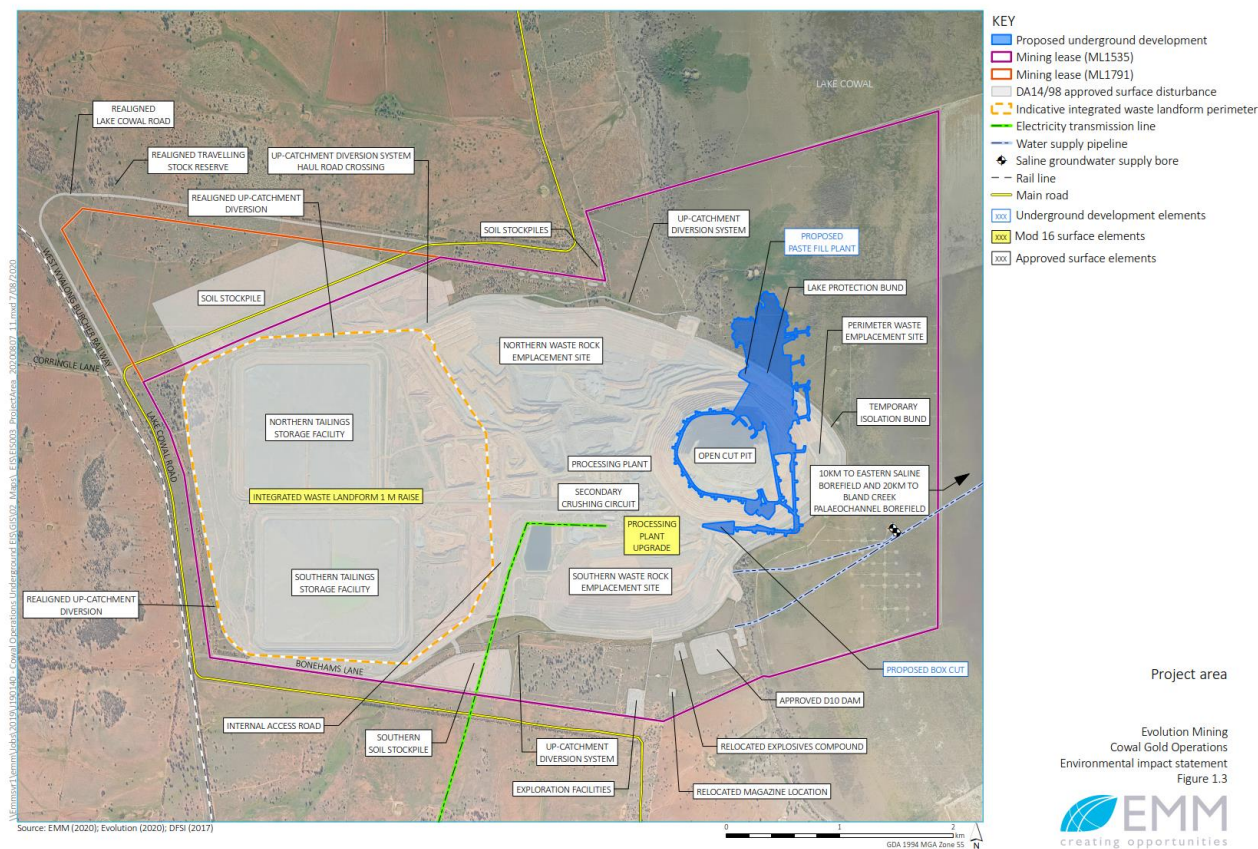 KEY
Proposed underground development
Mining lease (ML1535)
Mining lease (ML1791)
DA14/98 approved surface disturbance
Indicative integrated waste landform perimeter
Electricity transmission line
Water supply pipeline
Saline groundwater supply bore
Rail line
Main road
xxx Underground development elements
xxx Mod 16 surface elements
xxx Approved surface elements
LAKE COWAL
REALIGNED
LAKE COWAL ROAD
REALIGNED TRAVELLING
STOCK RESERVE
UP-CATCHMENT DIVERSION SYSTEM
HAUL ROAD CROSSING
REALIGNED UP-CATCHMENT
DIVERSION
SOIL STOCKPILES
UP-CATCHMENT
DIVERSION SYSTEM
PROPOSED
PASTE FILL PLANT
LAKE PROTECTION BUND
SOIL STOCKPILE
WEST WYALONG BURCHER RAILWAY
PERIMETER WASTE
EMPLACEMENT SITE
NORTHERN WASTE ROCK
EMPLACEMENT SITE
CORRINGLE LANE
LAKE COWAL ROAD
TEMPORARY
ISOLATION BUND
NORTHERN TAILINGS
STORAGE FACILITY
OPEN CUT PIT
PROCESSING PLANT
INTEGRATED WASTE LANDFORM 1 M RAISE
SECONDARY
CRUSHING CIRCUIT
10KM TO EASTERN SALINE
BOREFIELD AND 20KM TO
BLAND CREEK
PALAEOCHANNEL BOREFIELD
PROCESSING
PLANT
UPGRADE
SOUTHERN TAILINGS
STORAGE FACILITY
SOUTHERN WASTE ROCK
EMPLACEMENT SITE
REALIGNED UP-CATCHMENT
DIVERSION
BONEHAMS LANE
PROPOSED BOX CUT
APPROVED D10 DAM
INTERNAL ACCESS ROAD
SOUTHERN
SOIL STOCKPILE
UP-CATCHMENT
DIVERSION SYSTEM
RELOCATED EXPLOSIVES COMPOUND
EXPLORATION FACILITIES
RELOCATED MAGAZINE LOCATION
Source: EMM (2020); Evolution (2020); DFSI (2017)
0 1 2
km
GDA 1994 MGA Zone 55
N
Project area
Evolution Mining
Cowal Gold Operations
Environmental impact statement
Figure 1.3
EMM
creating opportunities